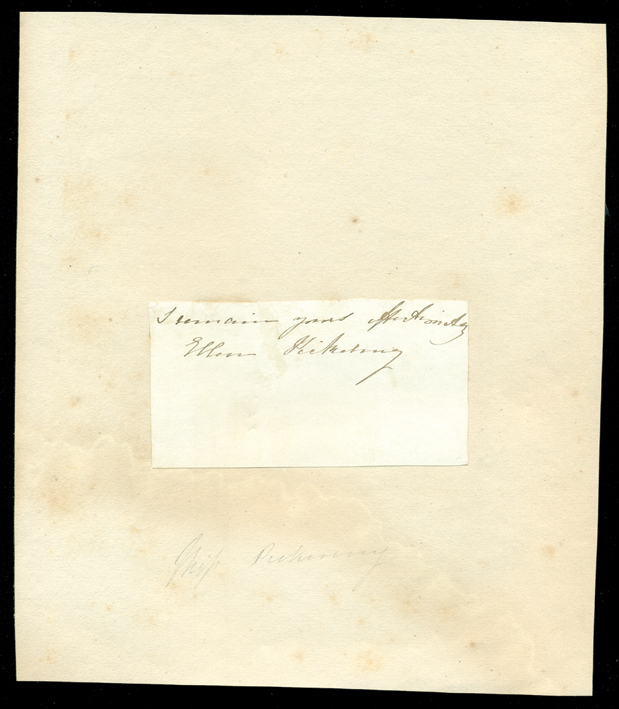 I remain yours affectionately
Ellen Pickering
Miss Pickering